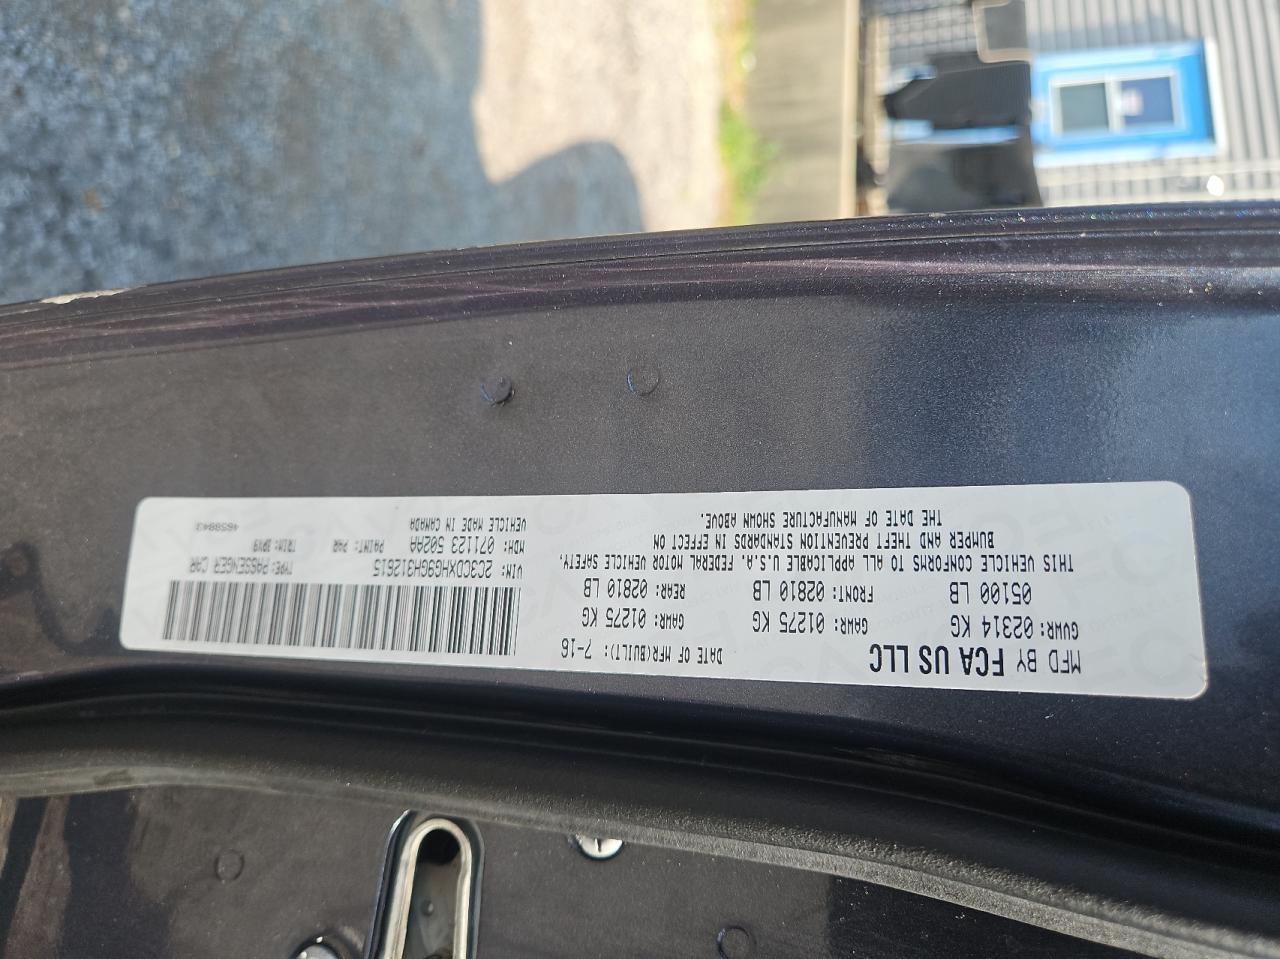 MFD BY FCA US LLC
DATE OF MFR(BUILT): 7-16
GVWR: 02314 KG GAWR: 01275 KG GAWR: 01275 KG
05100 LB FRONT: 02810 LB REAR: 02810 LB
THIS VEHICLE CONFORMS TO ALL APPLICABLE U.S.A. FEDERAL MOTOR VEHICLE SAFETY,
BUMPER AND THEFT PREVENTION STANDARDS IN EFFECT ON
THE DATE OF MANUFACTURE SHOWN ABOVE.
VIN: 2C3CDXHG9GH312615 TYPE: PASSENGER CAR
MDH: 071123 502AA PAINT: PAR TRIM: BPX9
VEHICLE MADE IN CANADA 4658843